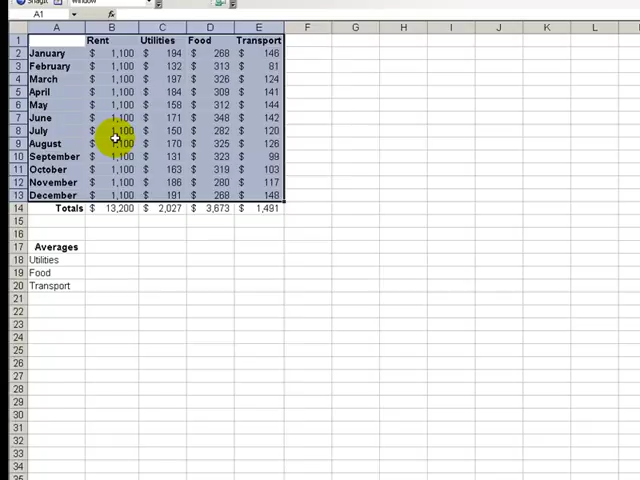 SnagIt Window
A1 fx
A B C D E F G H I J K L
1 Rent Utilities Food Transport
2 January $ 1,100 $ 194 $ 268 $ 146
3 February $ 1,100 $ 132 $ 313 $ 81
4 March $ 1,100 $ 197 $ 326 $ 124
5 April $ 1,100 $ 184 $ 309 $ 141
6 May $ 1,100 $ 158 $ 312 $ 144
7 June $ 1,100 $ 171 $ 348 $ 142
8 July $ 1,100 $ 150 $ 282 $ 120
9 August $ 1,100 $ 170 $ 325 $ 126
10 September $ 1,100 $ 131 $ 323 $ 99
11 October $ 1,100 $ 163 $ 319 $ 103
12 November $ 1,100 $ 186 $ 280 $ 117
13 December $ 1,100 $ 191 $ 268 $ 148
14 Totals $ 13,200 $ 2,027 $ 3,673 $ 1,491
15
16
17 Averages
18 Utilities
19 Food
20 Transport
21
22
23
24
25
26
27
28
29
30
31
32
33
34
35